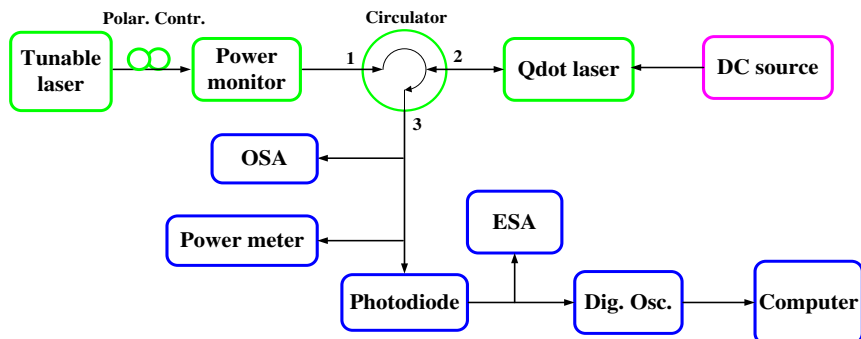 Polar. Contr.
Circulator
Tunable
laser
Power
monitor
1
2
3
Qdot laser
DC source
OSA
Power meter
ESA
Photodiode
Dig. Osc.
Computer